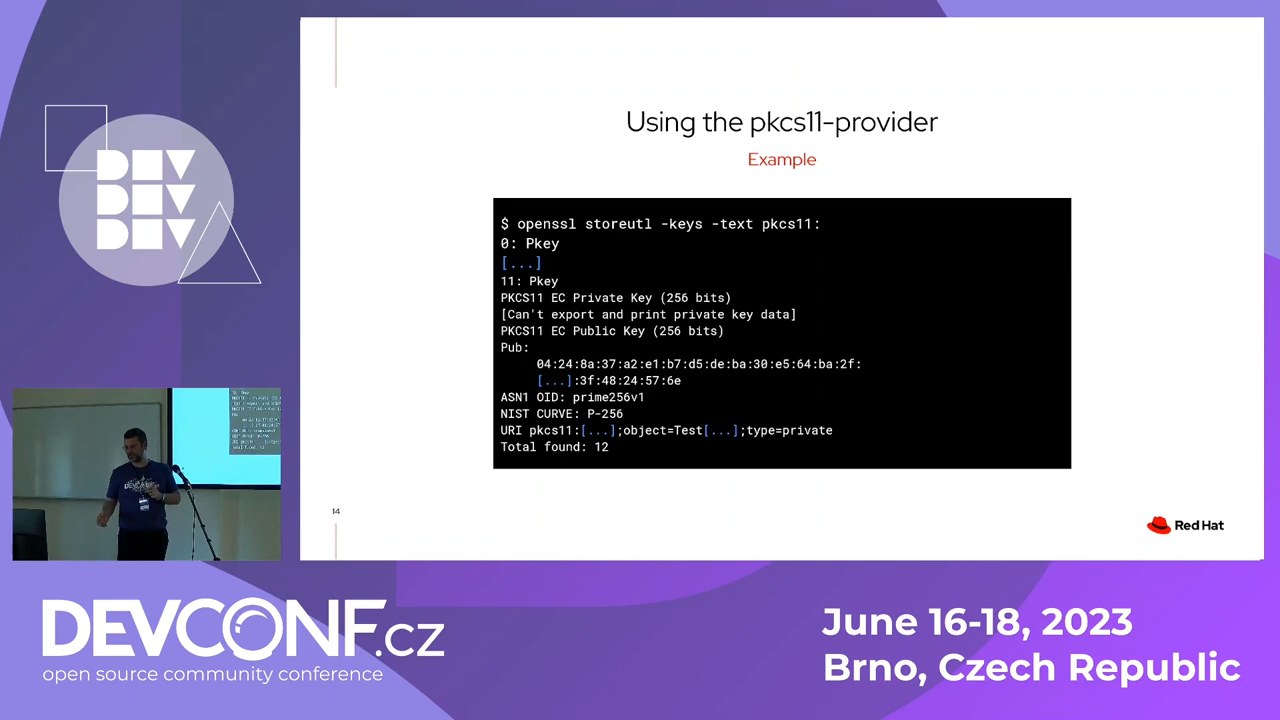 DEV
DEV
DEV
Using the pkcs11-provider
Example
$ openssl storeutl -keys -text pkcs11:
0: Pkey
[...]
11: Pkey
PKCS11 EC Private Key (256 bits)
[Can't export and print private key data]
PKCS11 EC Public Key (256 bits)
Pub:
04:24:8a:37:a2:e1:b7:d5:de:ba:30:e5:64:ba:2f:
[...]:3f:48:24:57:6e
ASN1 OID: prime256v1
NIST CURVE: P-256
URI pkcs11:[...];object=Test[...];type=private
Total found: 12
14
Red Hat
DEVCONF.cz
open source community conference
June 16-18, 2023
Brno, Czech Republic